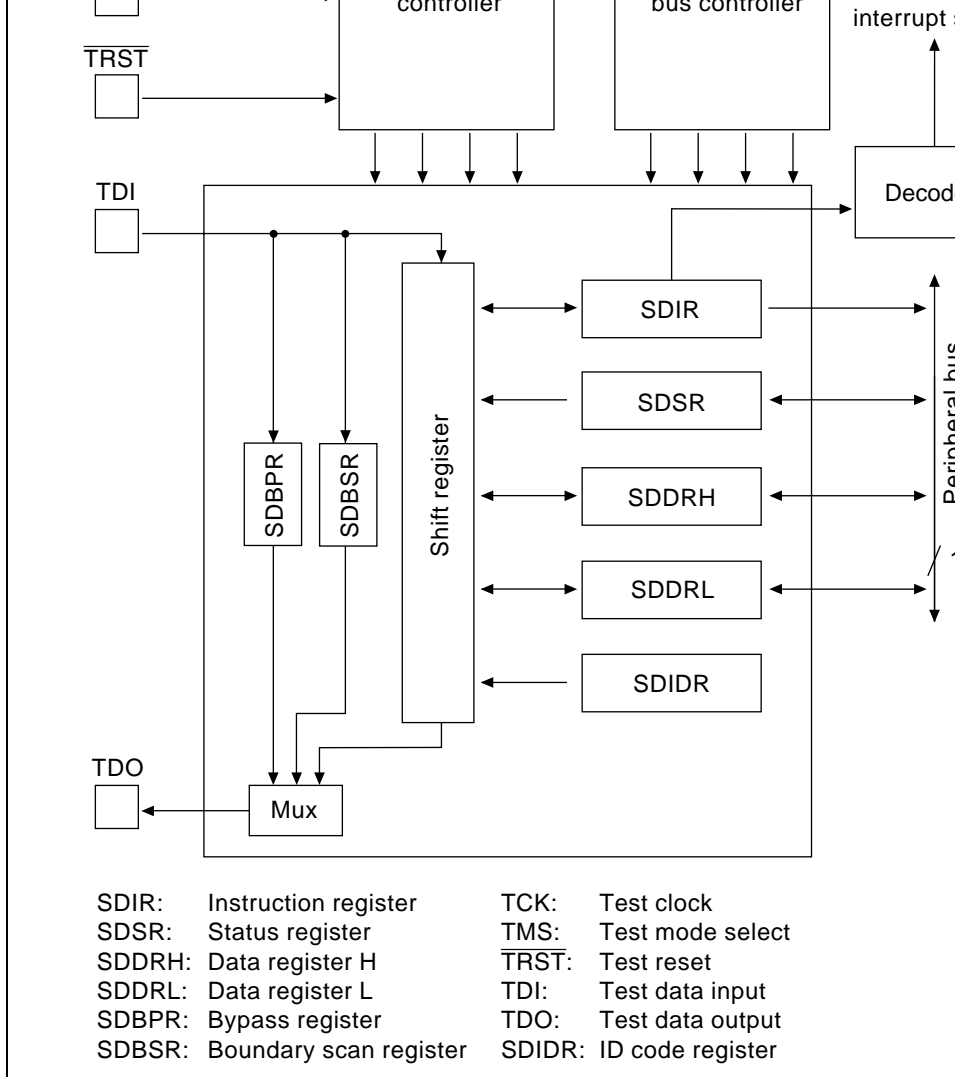 controller
bus controller
interrupt
TRST
TDI
SDIR
SDSR
SDBPR
SDBSR
Shift register
SDDRH
SDDRL
SDIDR
Peripheral bus
TDO
Mux
SDIR: Instruction register
SDSR: Status register
SDDRH: Data register H
SDDRL: Data register L
SDBPR: Bypass register
SDBSR: Boundary scan register
TCK: Test clock
TMS: Test mode select
TRST: Test reset
TDI: Test data input
TDO: Test data output
SDIDR: ID code register